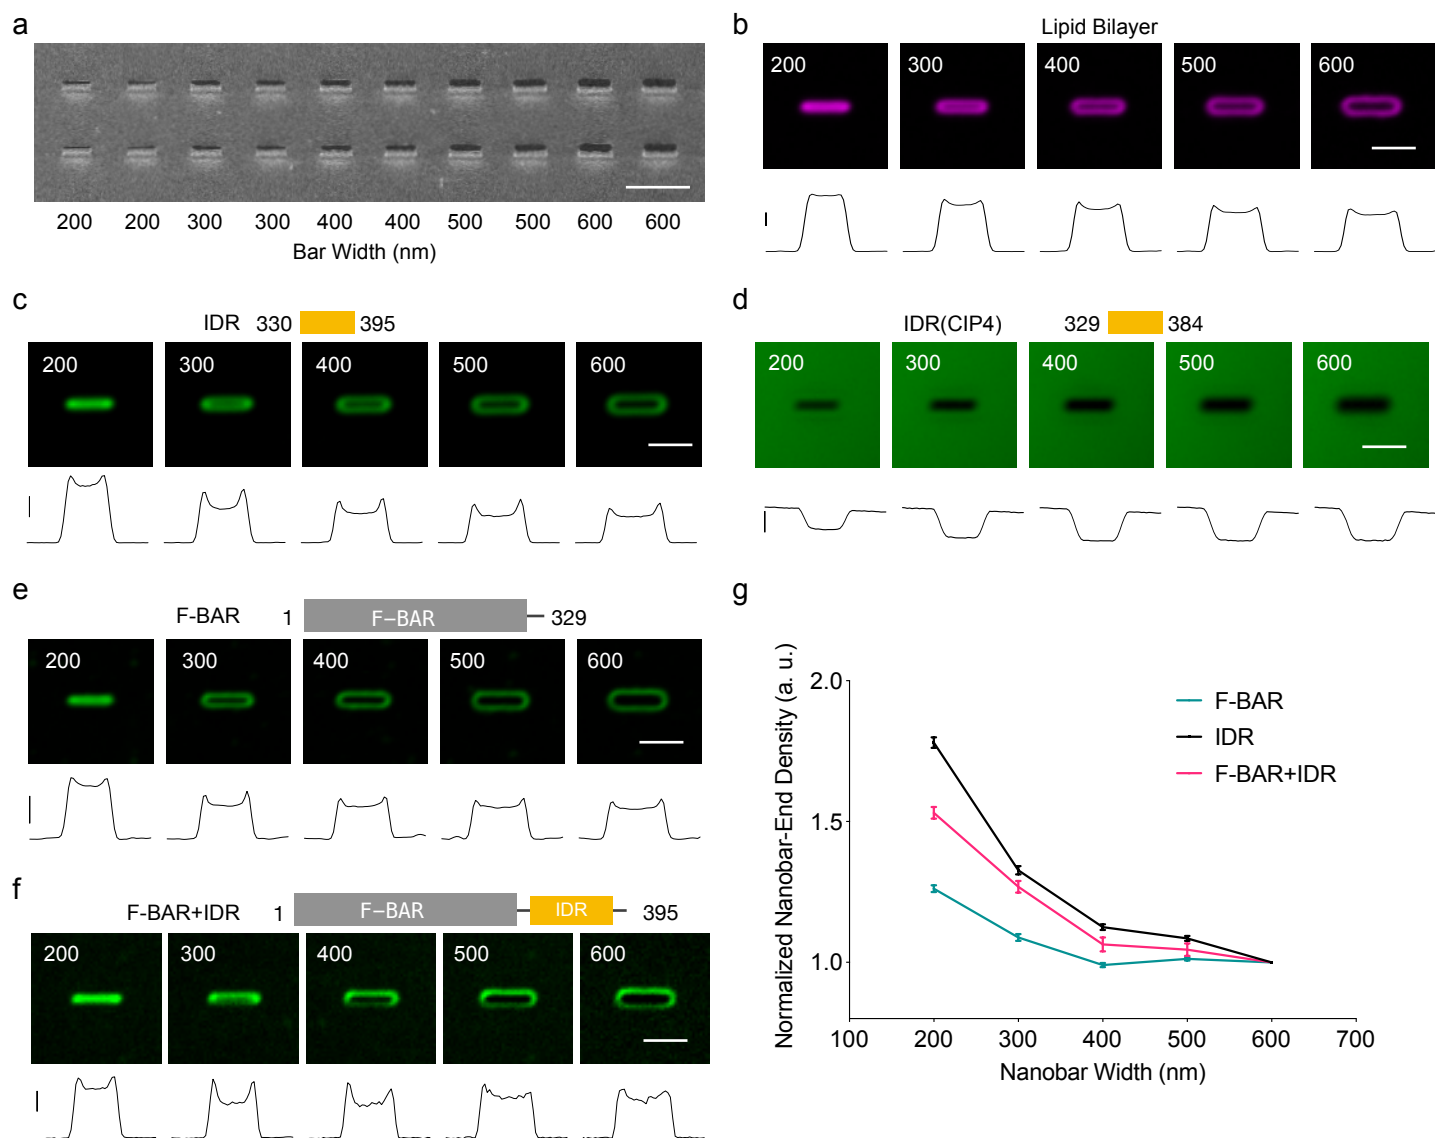 a
200 200 300 300 400 400 500 500 600 600
Bar Width (nm)
b
Lipid Bilayer
200 300 400 500 600
c
IDR 330 395
200 300 400 500 600
d
IDR(CIP4) 329 384
200 300 400 500 600
e
F-BAR 1 F−BAR 329
200 300 400 500 600
f
F-BAR+IDR 1 F−BAR IDR 395
200 300 400 500 600
g
Normalized Nanobar-End Density (a. u.)
2.0
1.5
1.0
F-BAR
IDR
F-BAR+IDR
100 200 300 400 500 600 700
Nanobar Width (nm)